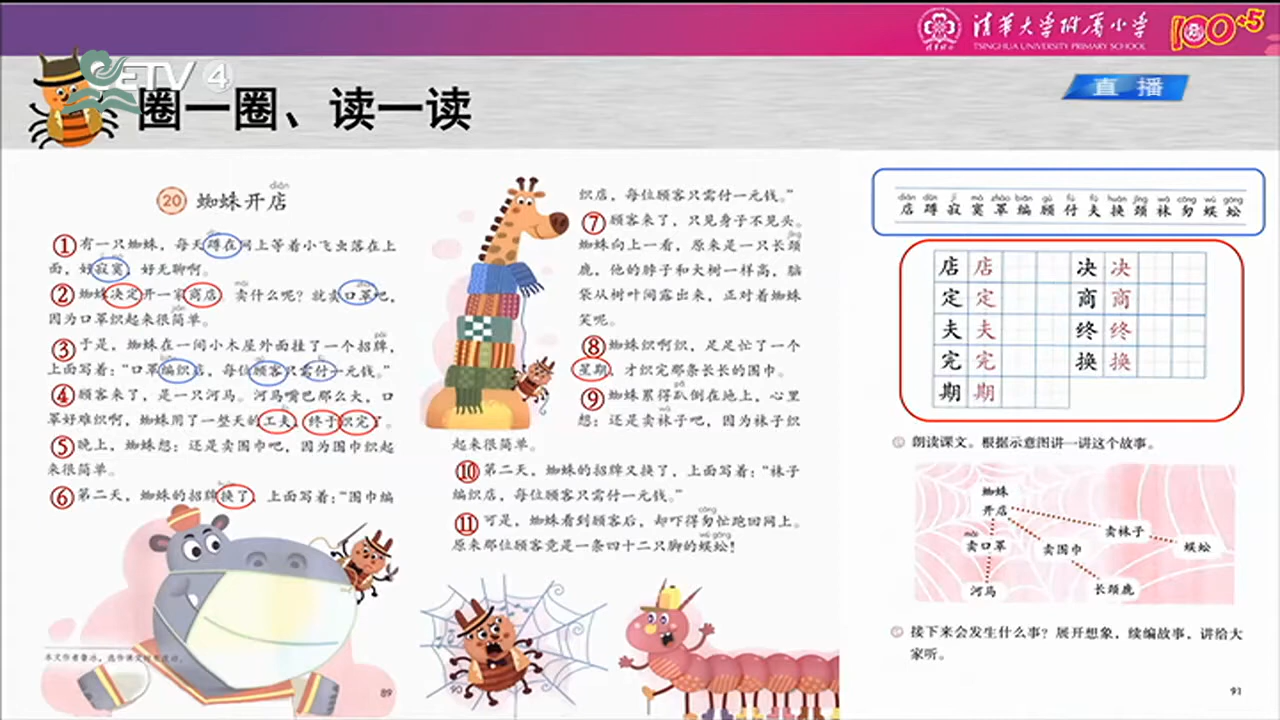 清华大学附属小学
TSINGHUA UNIVERSITY PRIMARY SCHOOL
100+5
CETV 4
直播
圈一圈、读一读
diàn
20 蜘蛛开店
①有一只蜘蛛，每天蹲在网上等着小飞虫落在上
面，好寂寞，好无聊啊。
②蜘蛛决定开一家商店。卖什么呢？就卖口罩吧，
因为口罩织起来很简单。
③于是，蜘蛛在一间小木屋外面挂了一个招牌，
上面写着：“口罩编织店，每位顾客只需付一元钱。”
④顾客来了，是一只河马。河马嘴巴那么大，口
罩好难织啊，蜘蛛用了一整天的工夫，终于织完了。
⑤晚上，蜘蛛想：还是卖围巾吧，因为围巾织起
来很简单。
⑥第二天，蜘蛛的招牌换了，上面写着：“围巾编
89
织店，每位顾客只需付一元钱。”
⑦顾客来了，只见身子不见头。
蜘蛛向上一看，原来是一只长颈
鹿，他的脖子和大树一样高，脑
袋从树叶间露出来，正对着蜘蛛
笑呢。
⑧蜘蛛织啊织，足足忙了一个
星期，才织完那条长长的围巾。
⑨蜘蛛累得趴倒在地上，心里
想：还是卖袜子吧，因为袜子织
起来很简单。
⑩第二天，蜘蛛的招牌又换了，上面写着：“袜子
编织店，每位顾客只需付一元钱。”
⑪可是，蜘蛛看到顾客后，却吓得匆忙跑回网上。
原来那位顾客竟是一条四十二只脚的蜈蚣！
90
diàn dūn jì mò zhào biān gù fù fū huàn jǐng wà cōng wú gōng
店 蹲 寂 寞 罩 编 顾 付 夫 换 颈 袜 匆 蜈 蚣
店 店 决 决
定 定 商 商
夫 夫 终 终
完 完 换 换
期 期
朗读课文。根据示意图讲一讲这个故事。
蜘蛛
开店
卖口罩
卖围巾
卖袜子
蜈蚣
河马
长颈鹿
接下来会发生什么事？展开想象，续编故事，讲给大
家听。
91